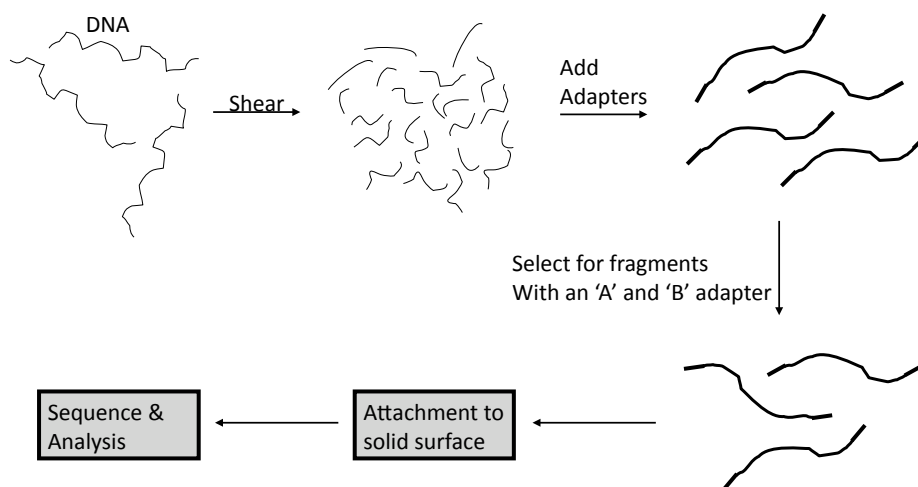 DNA
Shear
Add
Adapters
Select for fragments
With an ‘A’ and ‘B’ adapter
Attachment to
solid surface
Sequence &
Analysis